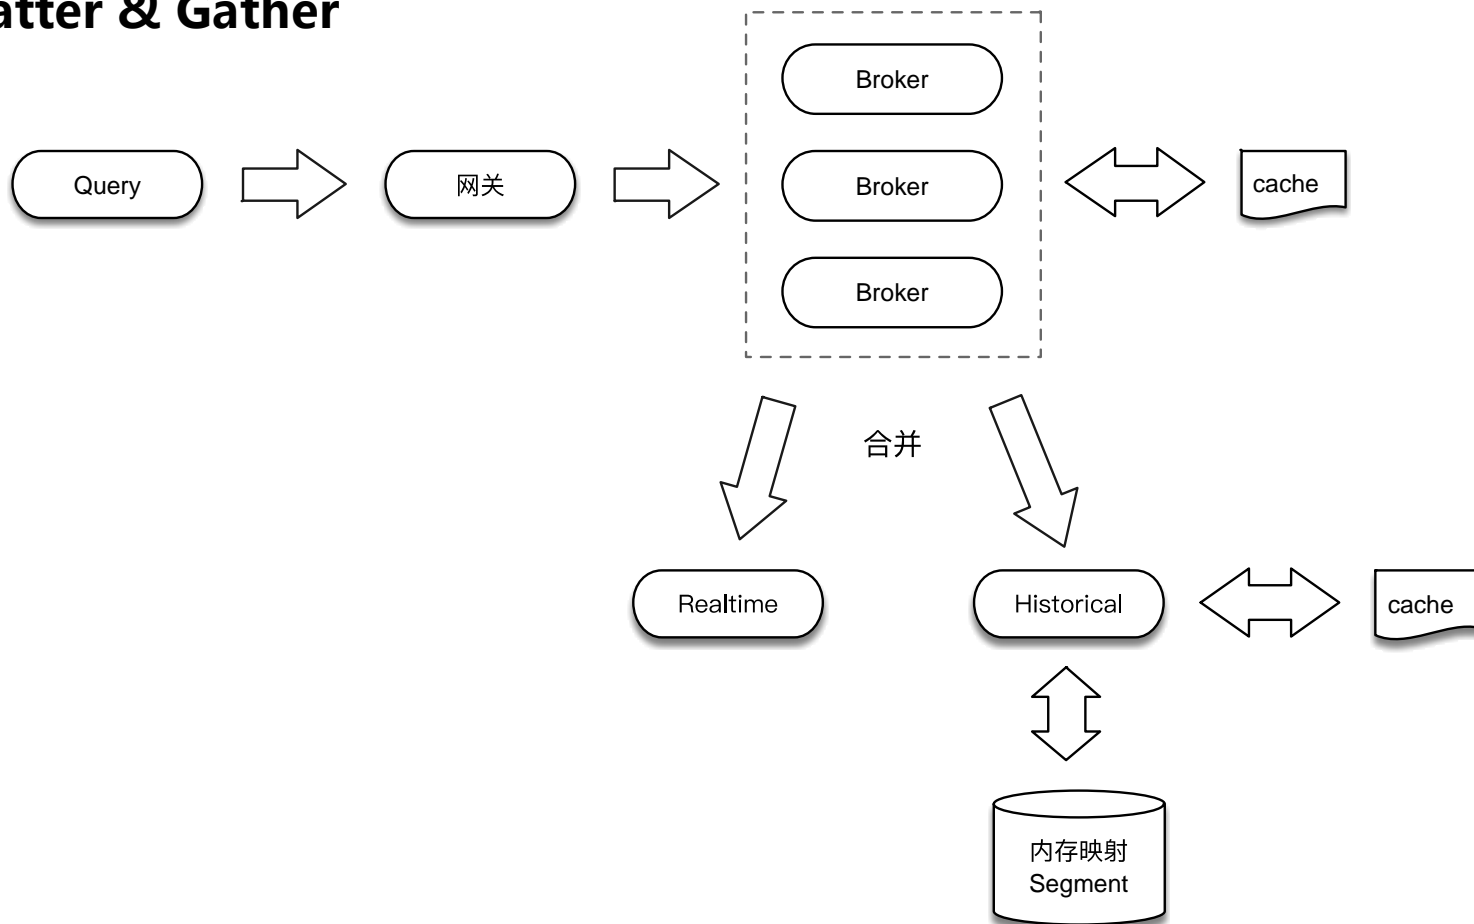 atter & Gather
Broker
Query
网关
Broker
cache
Broker
合并
Realtime
Historical
cache
内存映射
Segment